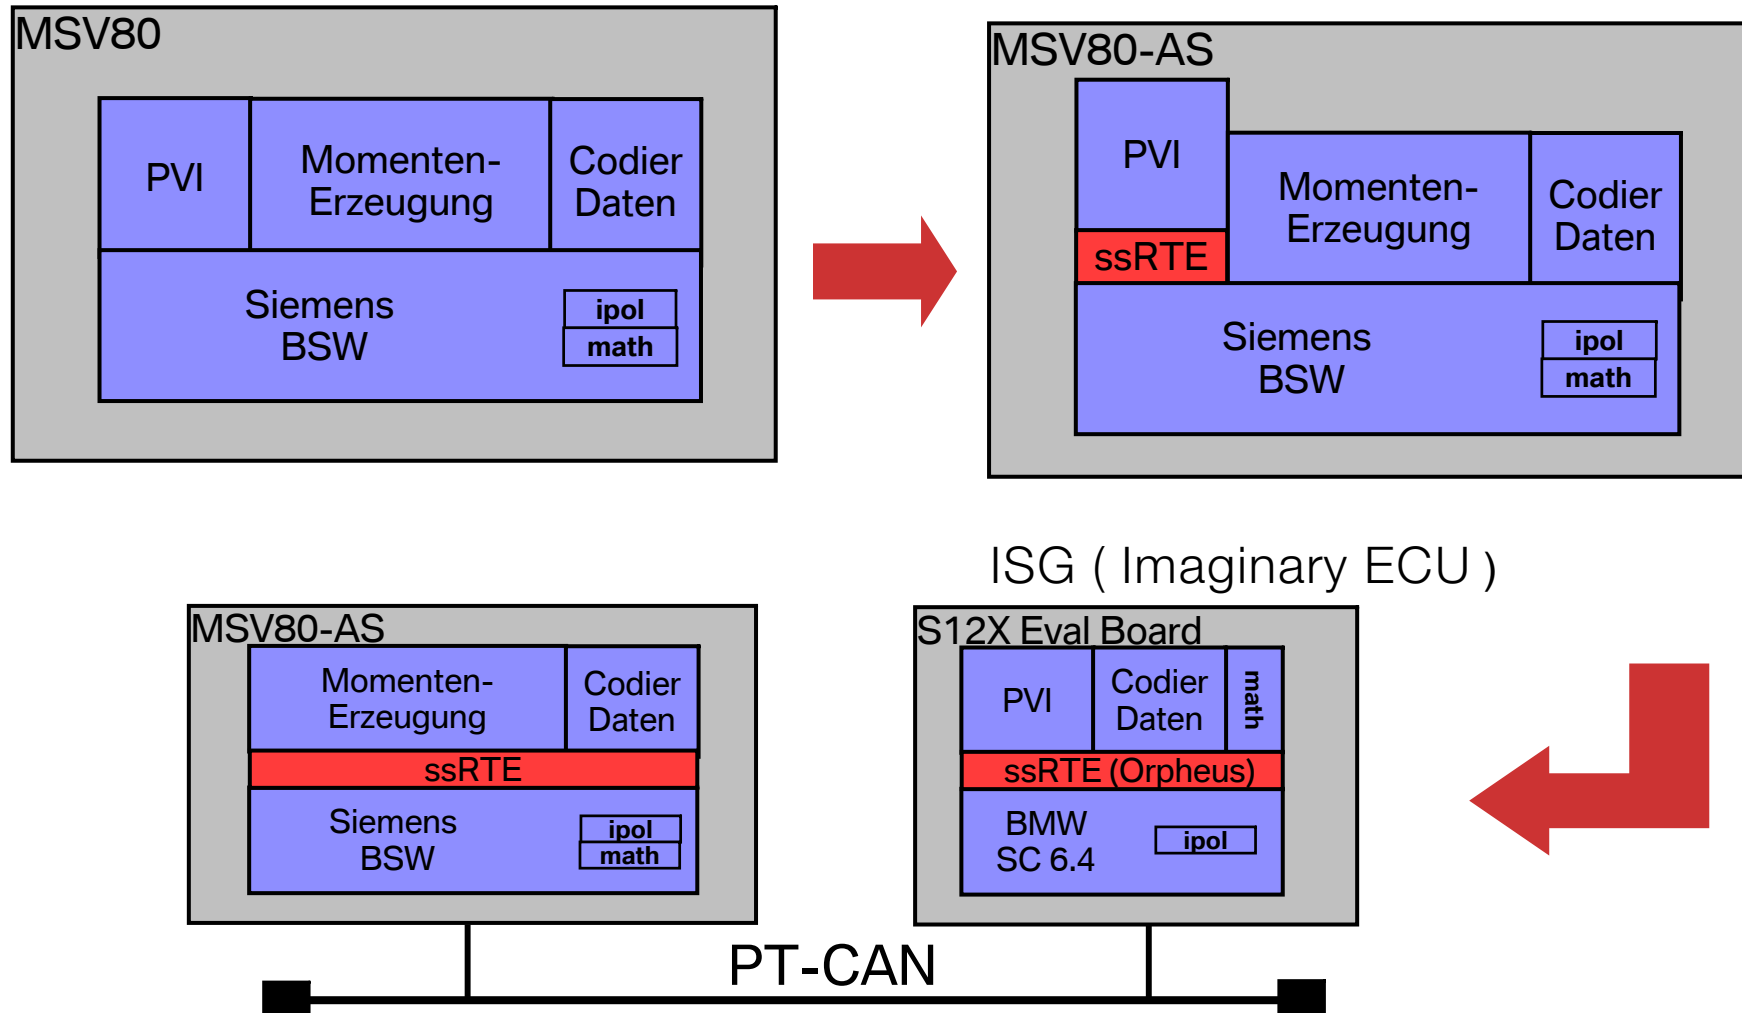 MSV80
PVI
Momenten-
Erzeugung
Codier
Daten
Siemens
BSW
ipol
math
MSV80-AS
PVI
ssRTE
Momenten-
Erzeugung
Codier
Daten
Siemens
BSW
ipol
math
ISG ( Imaginary ECU )
MSV80-AS
Momenten-
Erzeugung
Codier
Daten
ssRTE
Siemens
BSW
ipol
math
S12X Eval Board
PVI
Codier
Daten
math
ssRTE (Orpheus)
BMW
SC 6.4
ipol
PT-CAN